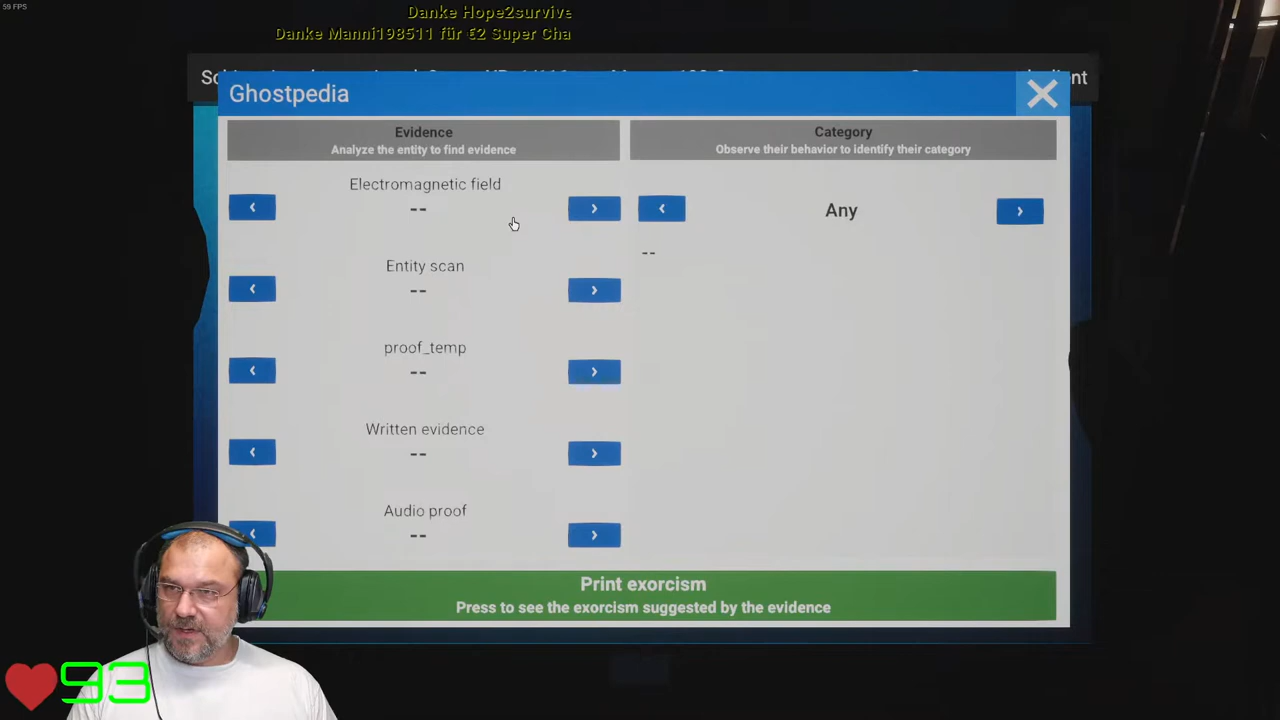 59 FPS
Danke Hope2survive
Danke Manni198511 für €2 Super Cha
Ghostpedia
Evidence
Analyze the entity to find evidence
Category
Observe their behavior to identify their category
Electromagnetic field
--
Any
--
Entity scan
--
proof_temp
--
Written evidence
--
Audio proof
--
Print exorcism
Press to see the exorcism suggested by the evidence
93